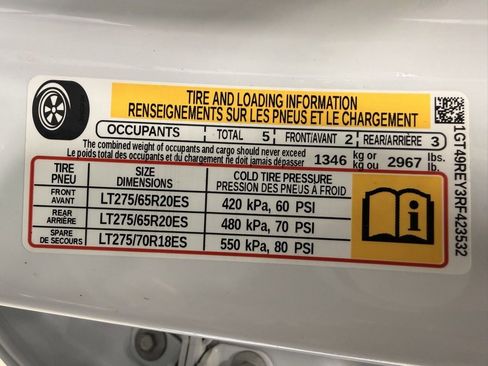 TIRE AND LOADING INFORMATION
RENSEIGNEMENTS SUR LES PNEUS ET LE CHARGEMENT
OCCUPANTS TOTAL 5 FRONT/AVANT 2 REAR/ARRIÈRE 3
The combined weight of occupants and cargo should never exceed
Le poids total des occupants et du chargement ne doit jamais dépasser
1346 kg or kg ou 2967 lbs. lb.
TIRE PNEU SIZE DIMENSIONS COLD TIRE PRESSURE PRESSION DES PNEUS À FROID
FRONT AVANT LT275/65R20ES 420 kPa, 60 PSI
REAR ARRIÈRE LT275/65R20ES 480 kPa, 70 PSI
SPARE DE SECOURS LT275/70R18ES 550 kPa, 80 PSI
1GT49REY3RF423532